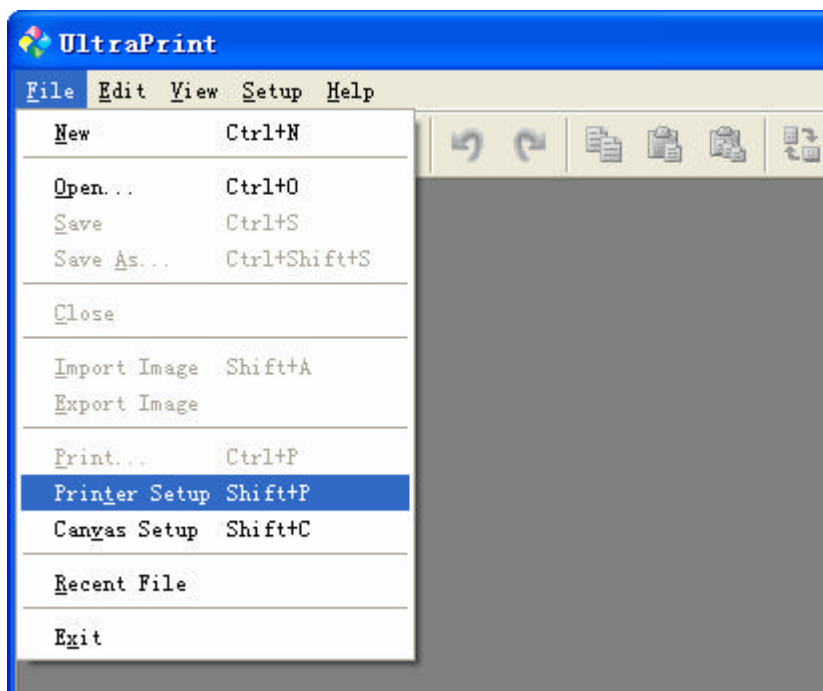 UltraPrint
File Edit View Setup Help
New Ctrl+N
Open... Ctrl+O
Save Ctrl+S
Save As... Ctrl+Shift+S
Close
Import Image Shift+A
Export Image
Print... Ctrl+P
Printer Setup Shift+P
Canvas Setup Shift+C
Recent File
Exit